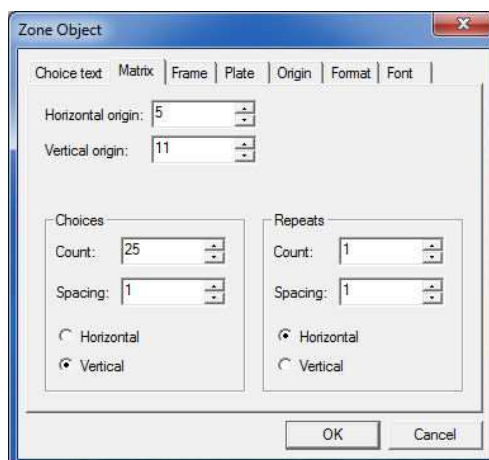 Zone Object
Choice text Matrix Frame Plate Origin Format Font
Horizontal origin: 5
Vertical origin: 11
Choices
Count: 25
Spacing: 1
Horizontal
Vertical
Repeats
Count: 1
Spacing: 1
Horizontal
Vertical
OK Cancel